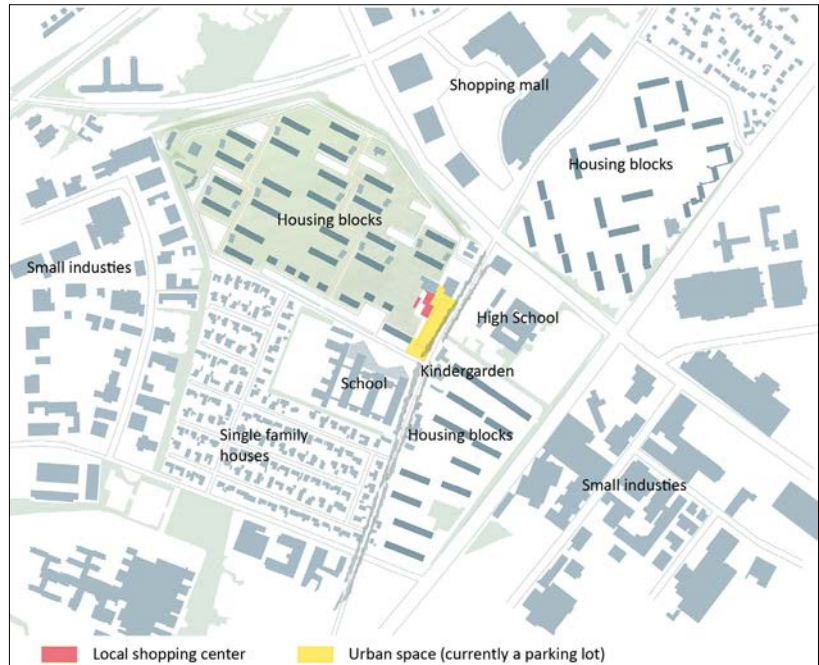 Shopping mall
Housing blocks
Housing blocks
Small industies
High School
Kindergarden
School
Housing blocks
Single family
houses
Small industies
Local shopping center
Urban space (currently a parking lot)